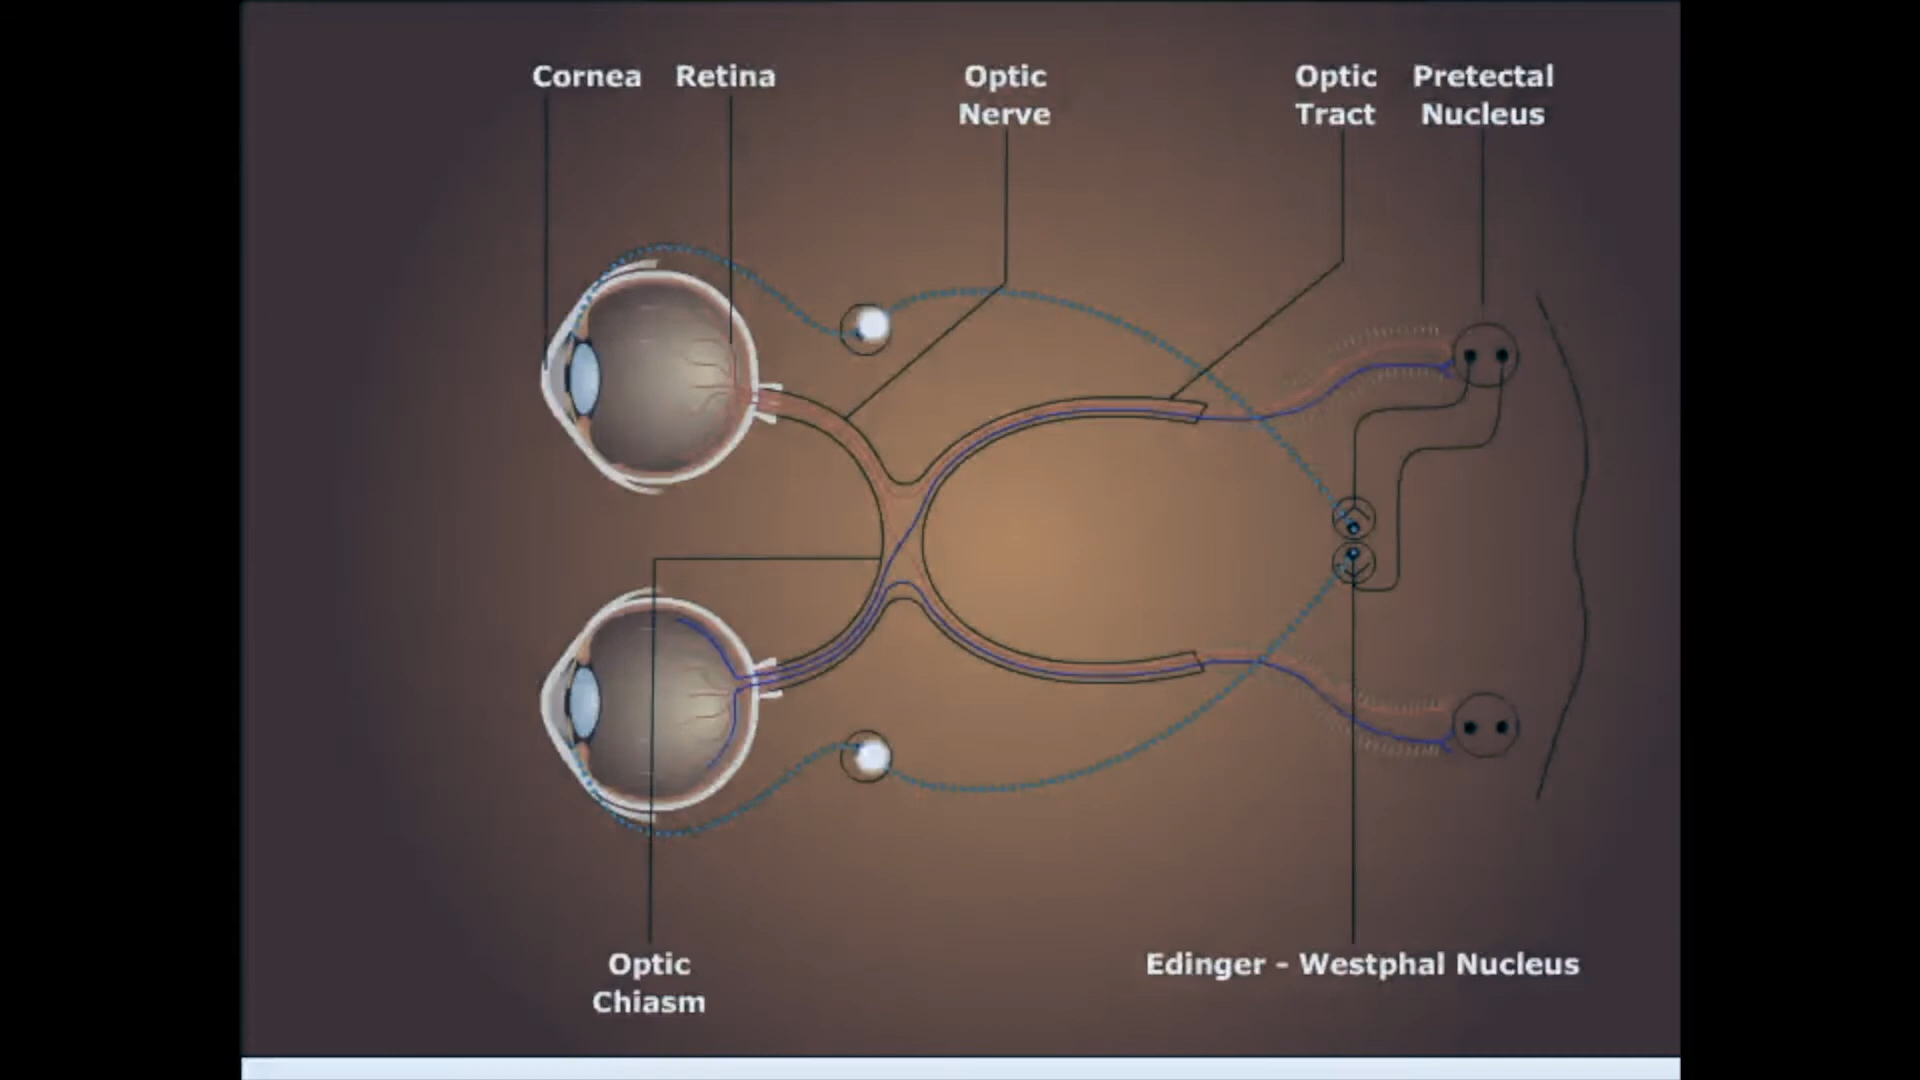 Cornea
Retina
Optic
Nerve
Optic
Tract
Pretectal
Nucleus
Optic
Chiasm
Edinger - Westphal Nucleus